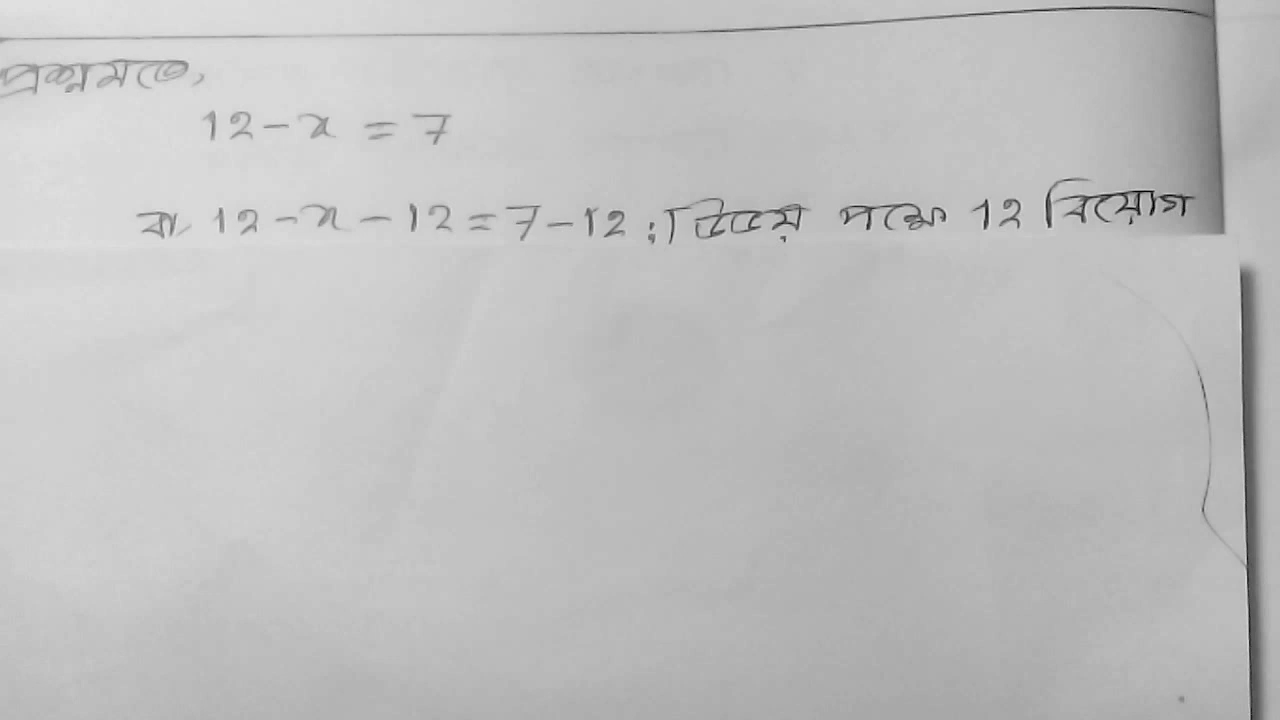 প্রশ্নমতে,
12 - x = 7
বা, 12 - x - 12 = 7 - 12 ; [উভয় পক্ষে 12 বিয়োগ